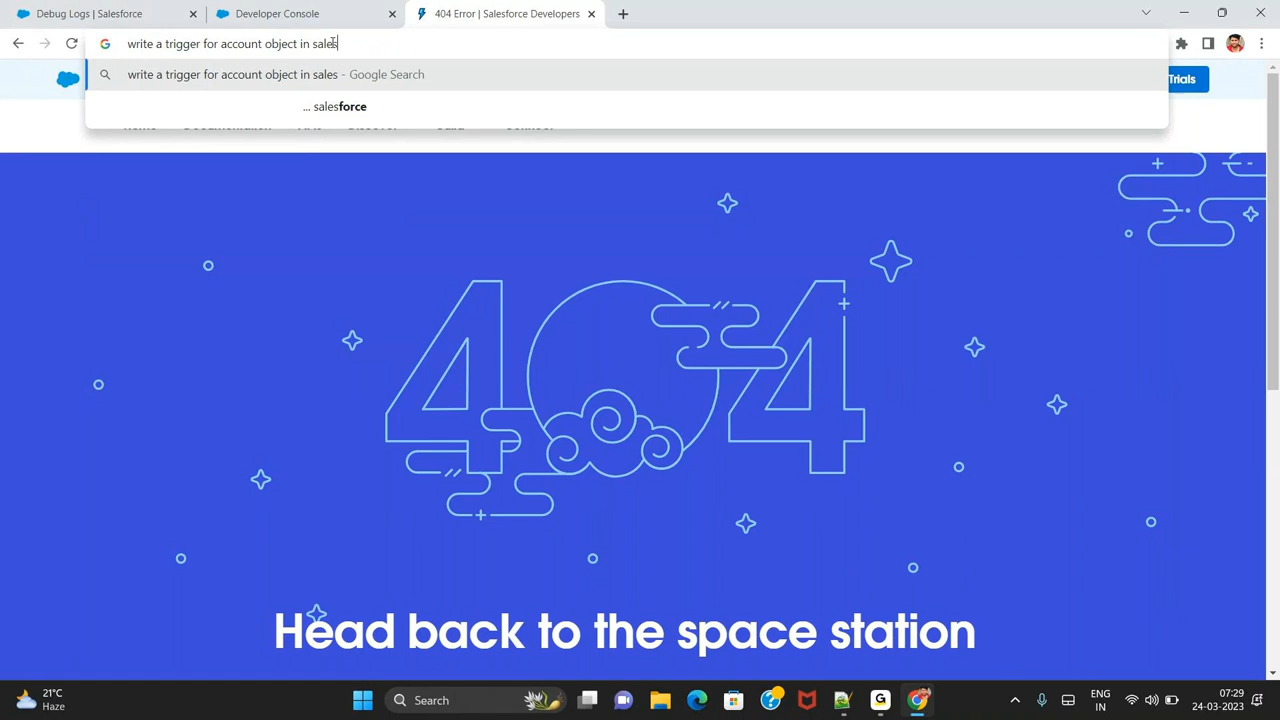 Debug Logs | Salesforce
Developer Console
404 Error | Salesforce Developers
write a trigger for account object in sales
write a trigger for account object in sales - Google Search
... salesforce
Trials
404
Head back to the space station
21°C
Haze
Search
ENG
IN
07:29
24-03-2023